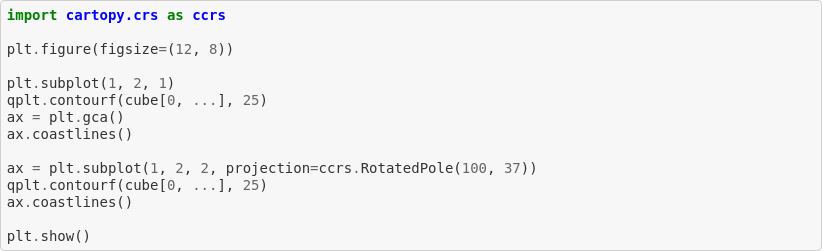 import cartopy.crs as ccrs
plt.figure(figsize=(12, 8))
plt.subplot(1, 2, 1)
qplt.contourf(cube[0, ...], 25)
ax = plt.gca()
ax.coastlines()
ax = plt.subplot(1, 2, 2, projection=ccrs.RotatedPole(100, 37))
qplt.contourf(cube[0, ...], 25)
ax.coastlines()
plt.show()